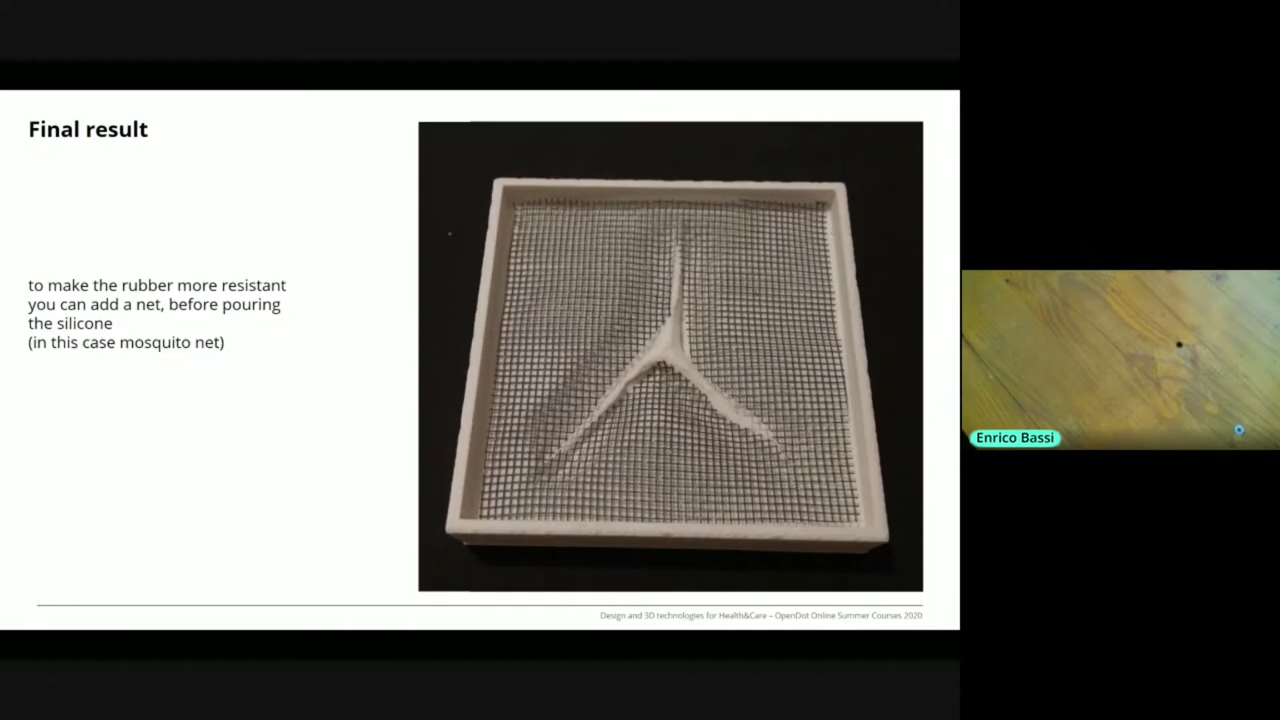 Final result
to make the rubber more resistant
you can add a net, before pouring
the silicone
(in this case mosquito net)
Design and 3D technologies for Health&Care – OpenDot Online Summer Courses 2020
Enrico Bassi